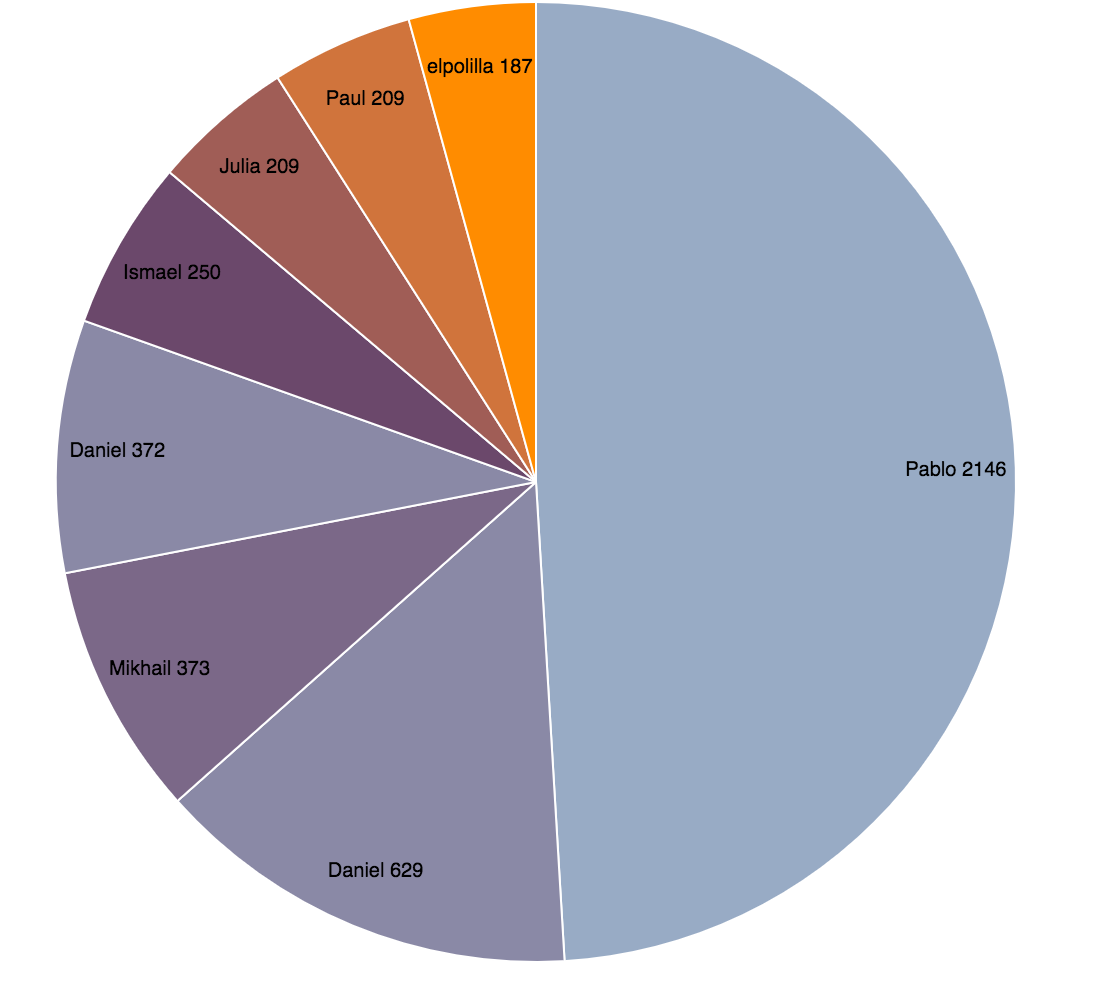 elpolilla 187
Paul 209
Julia 209
Ismael 250
Daniel 372
Pablo 2146
Mikhail 373
Daniel 629